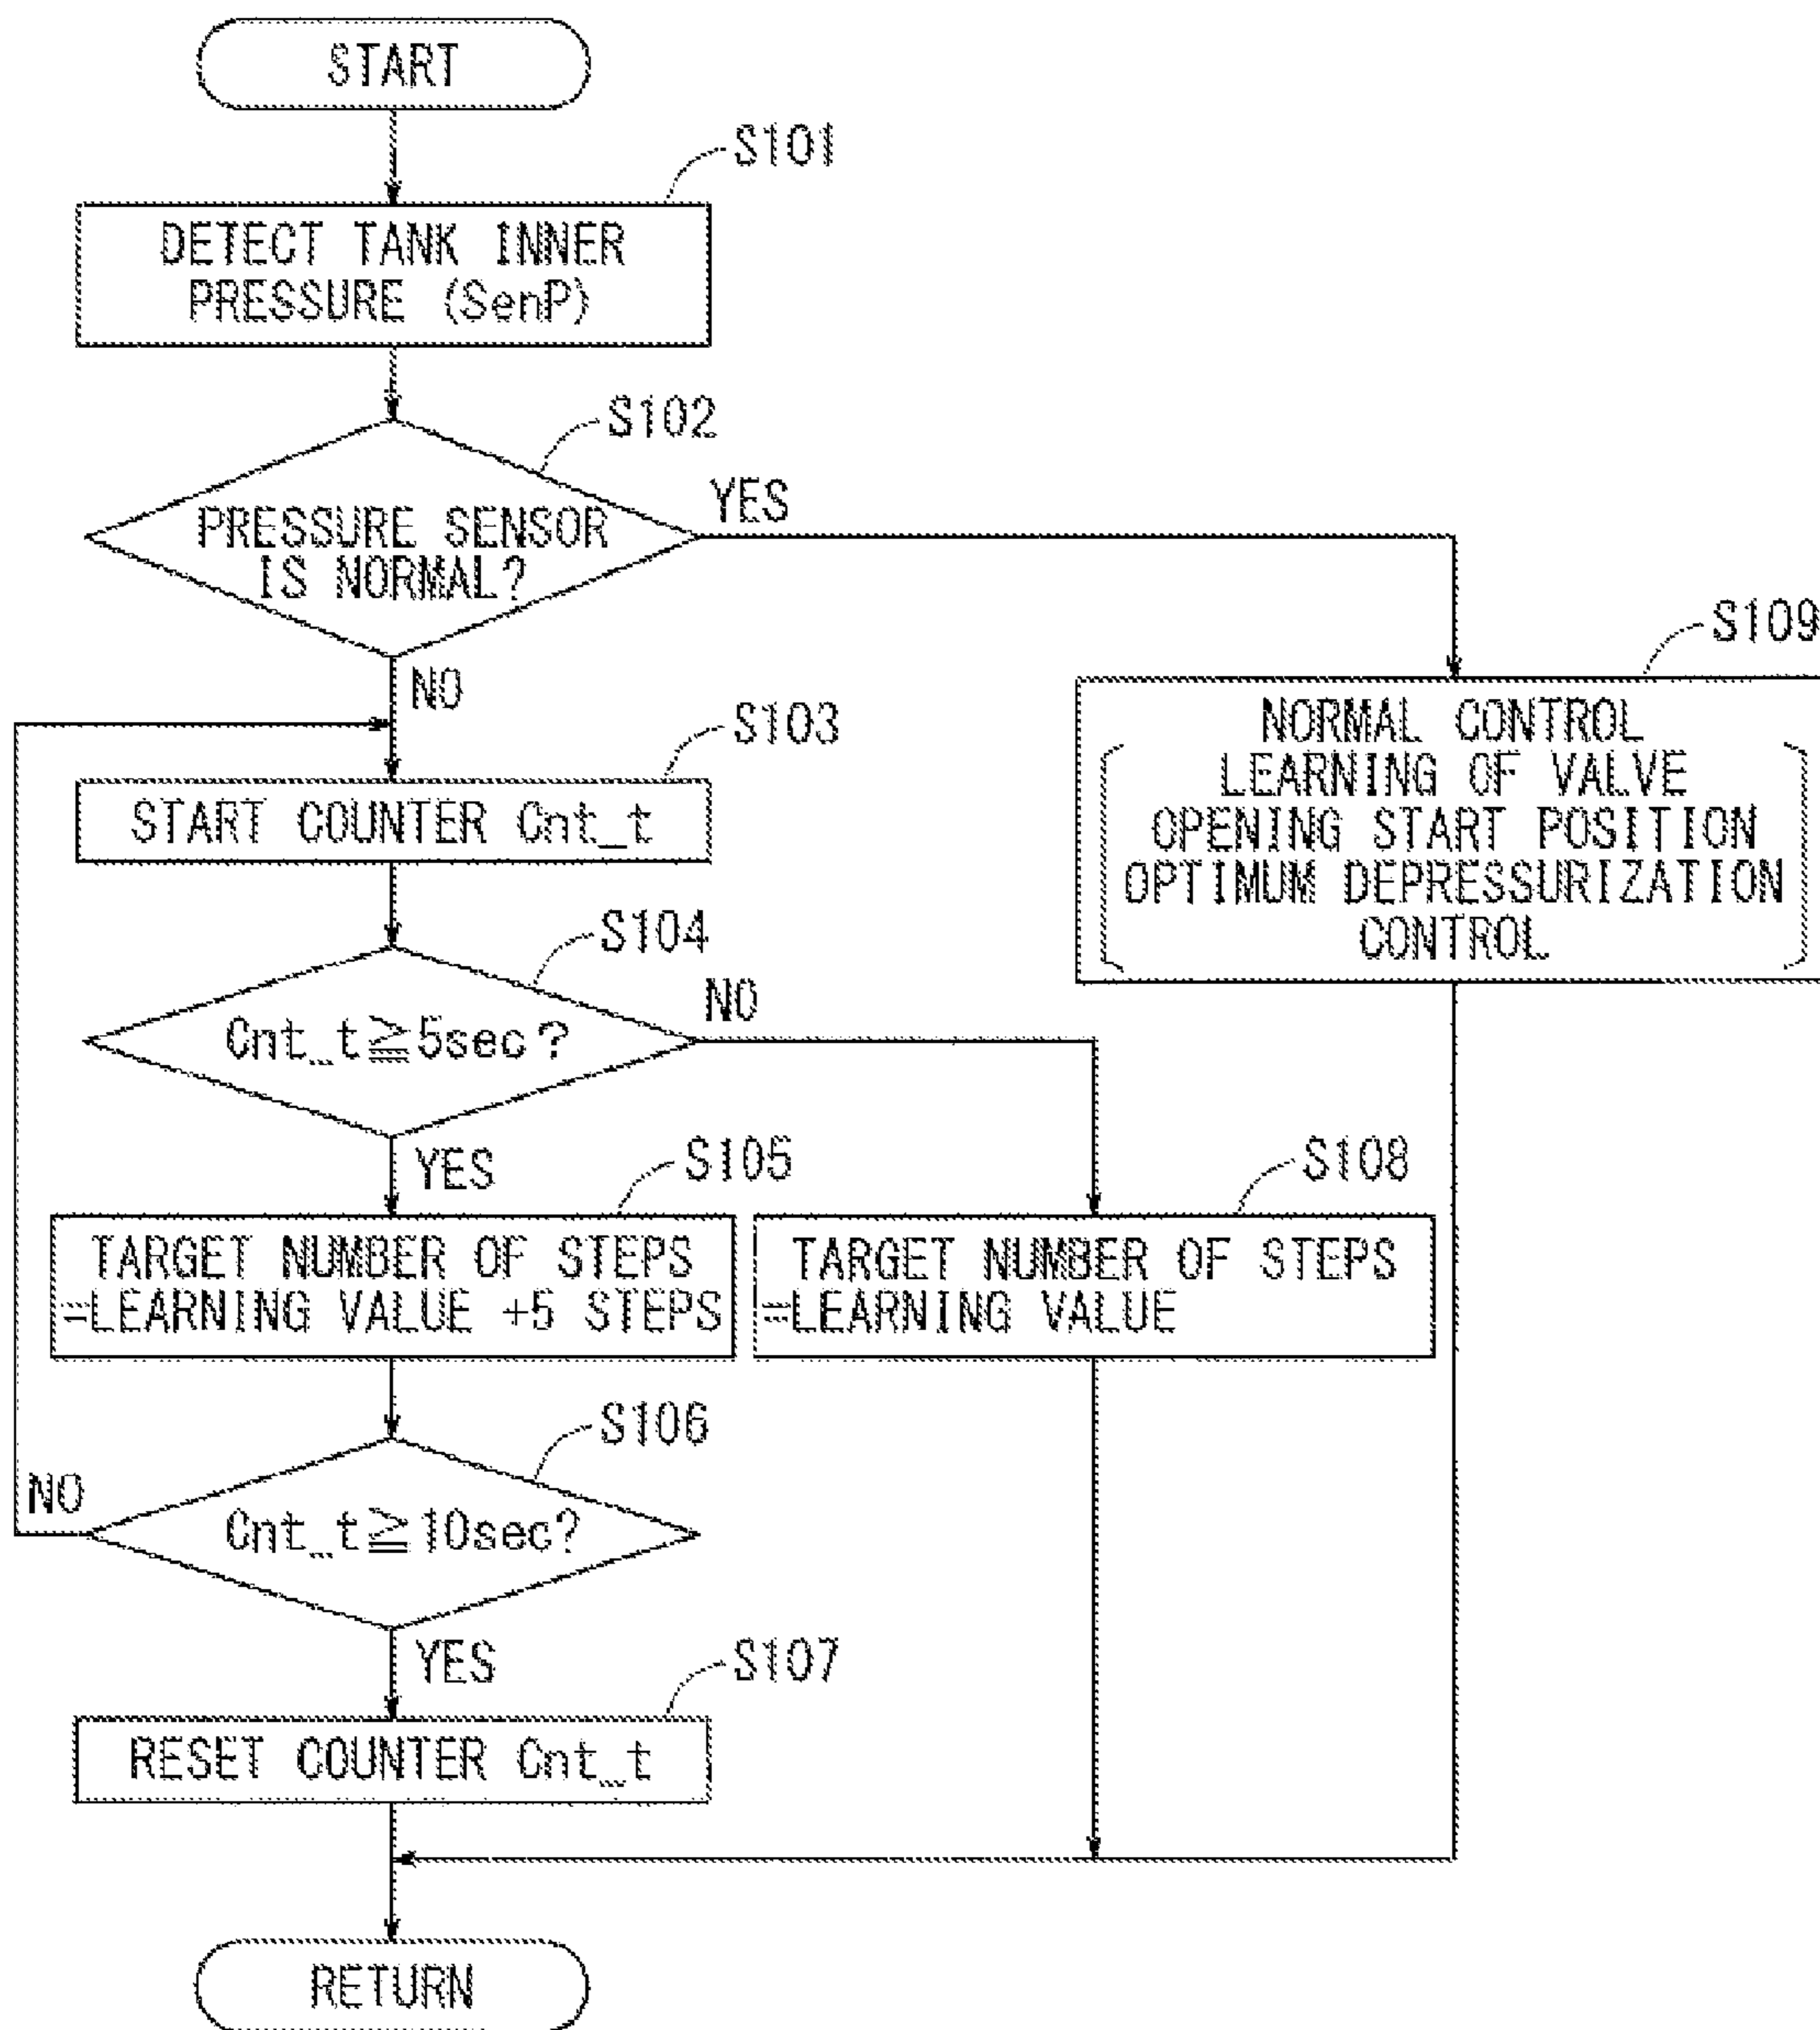 START
S101
DETECT TANK INNER
PRESSURE (SenP)
S102
PRESSURE SENSOR
IS NORMAL?
YES
NO
S109
NORMAL CONTROL
LEARNING OF VALVE
OPENING START POSITION
OPTIMUM DEPRESSURIZATION
CONTROL
S103
START COUNTER Cnt_t
S104
Cnt_t≧5sec?
NO
YES
S105
TARGET NUMBER OF STEPS
=LEARNING VALUE +5 STEPS
S108
TARGET NUMBER OF STEPS
=LEARNING VALUE
S106
Cnt_t≧10sec?
NO
YES
S107
RESET COUNTER Cnt_t
RETURN